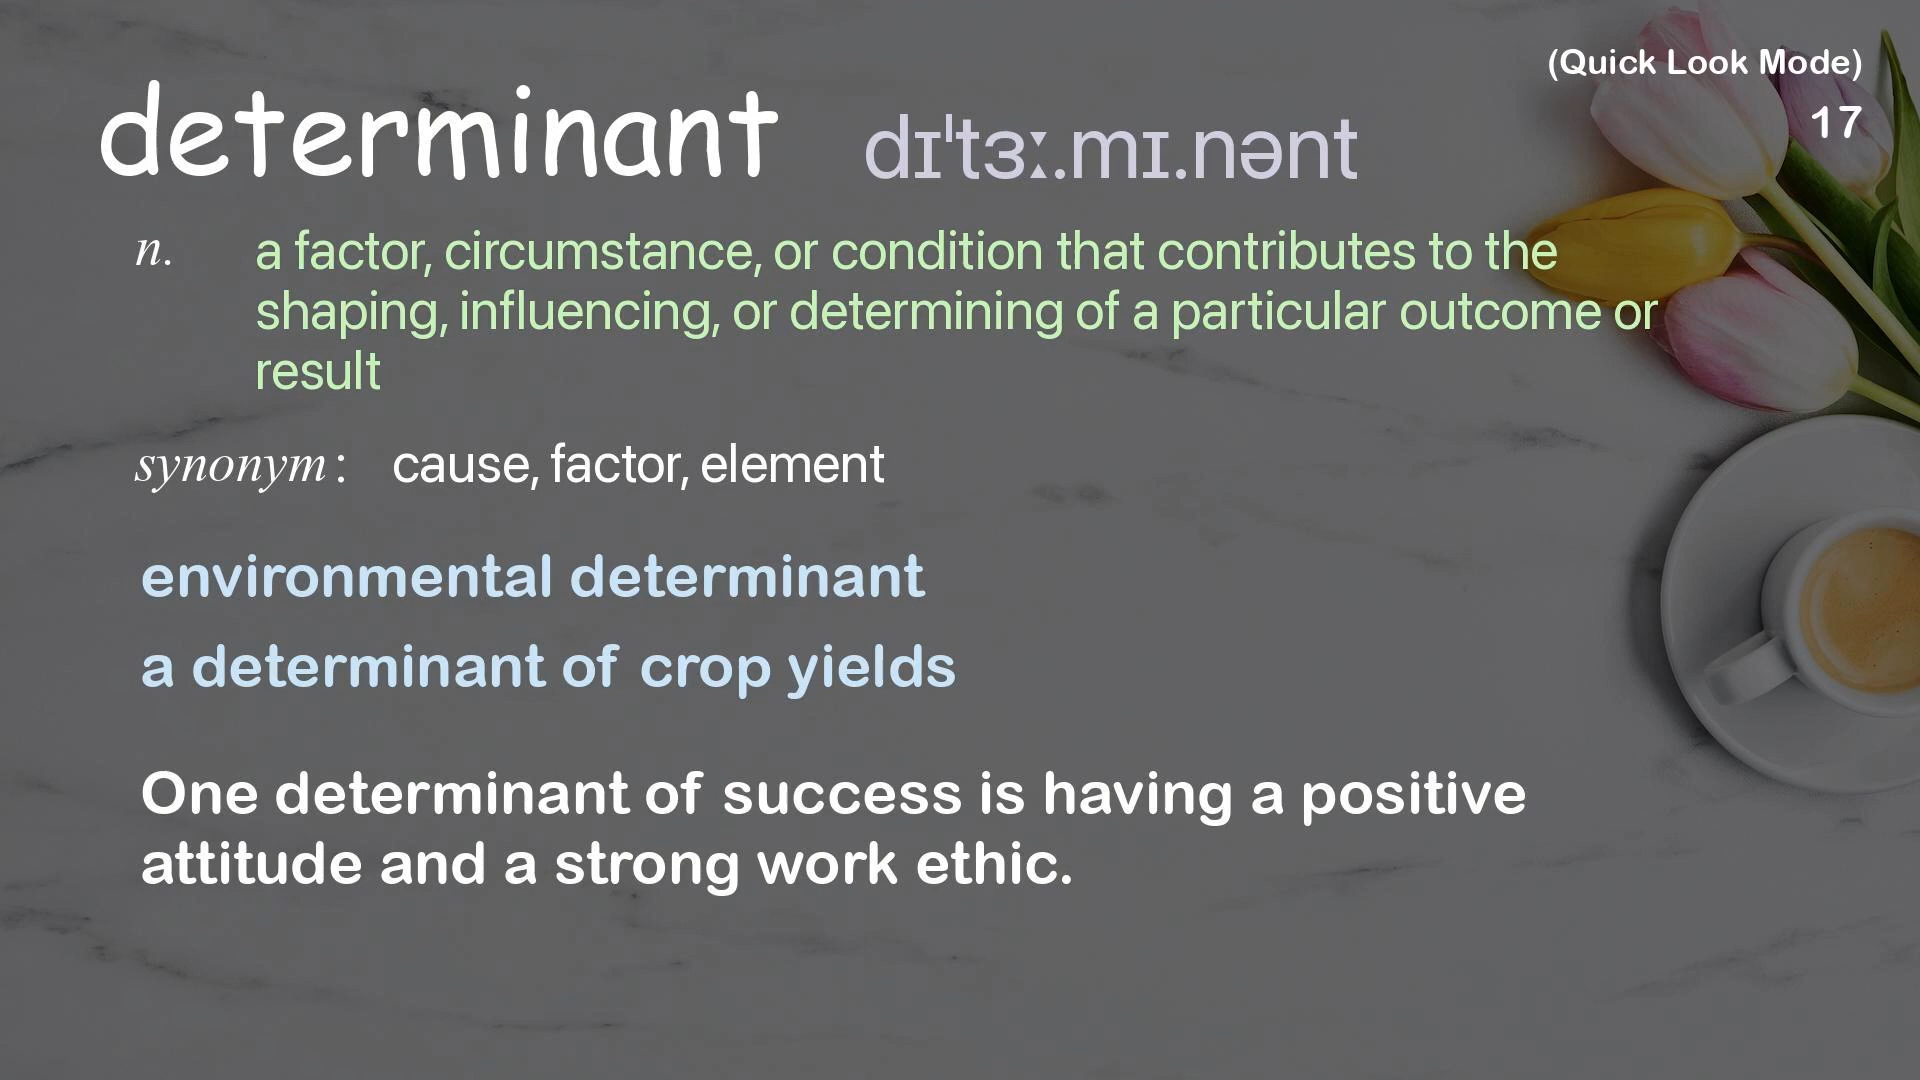 (Quick Look Mode)
17
determinant dɪˈtɜː.mɪ.nənt
n. a factor, circumstance, or condition that contributes to the
shaping, influencing, or determining of a particular outcome or
result
synonym: cause, factor, element
environmental determinant
a determinant of crop yields
One determinant of success is having a positive
attitude and a strong work ethic.